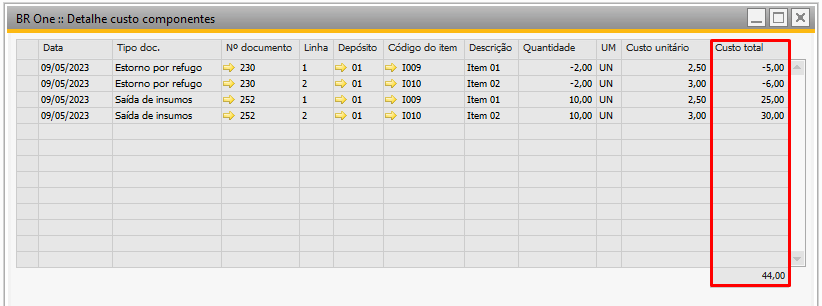 BR One :: Detalhe custo componentes
Data Tipo doc. Nº documento Linha Depósito Código do item Descrição Quantidade UM Custo unitário Custo total
09/05/2023 Estorno por refugo 230 1 01 I009 Item 01 -2,00 UN 2,50 -5,00
09/05/2023 Estorno por refugo 230 2 01 I010 Item 02 -2,00 UN 3,00 -6,00
09/05/2023 Saída de insumos 252 1 01 I009 Item 01 10,00 UN 2,50 25,00
09/05/2023 Saída de insumos 252 2 01 I010 Item 02 10,00 UN 3,00 30,00
44,00